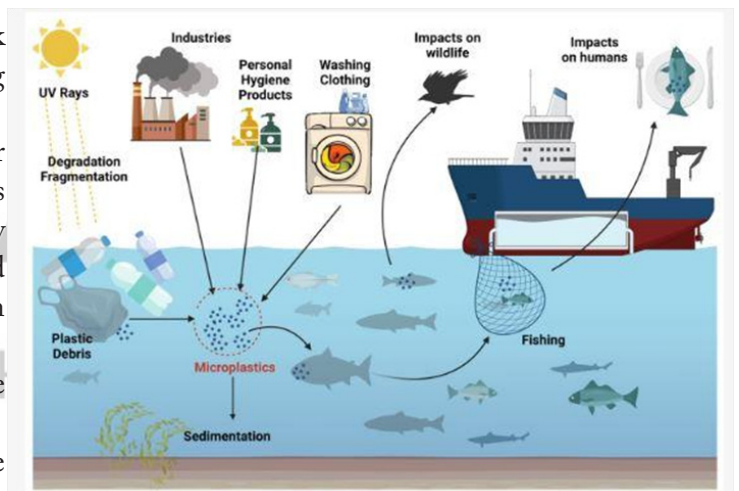 Industries
Impacts on
wildlife
Impacts
on humans
Personal
Hygiene
Products
Washing
Clothing
UV Rays
Degradation
Fragmentation
Plastic
Debris
Microplastics
Fishing
Sedimentation